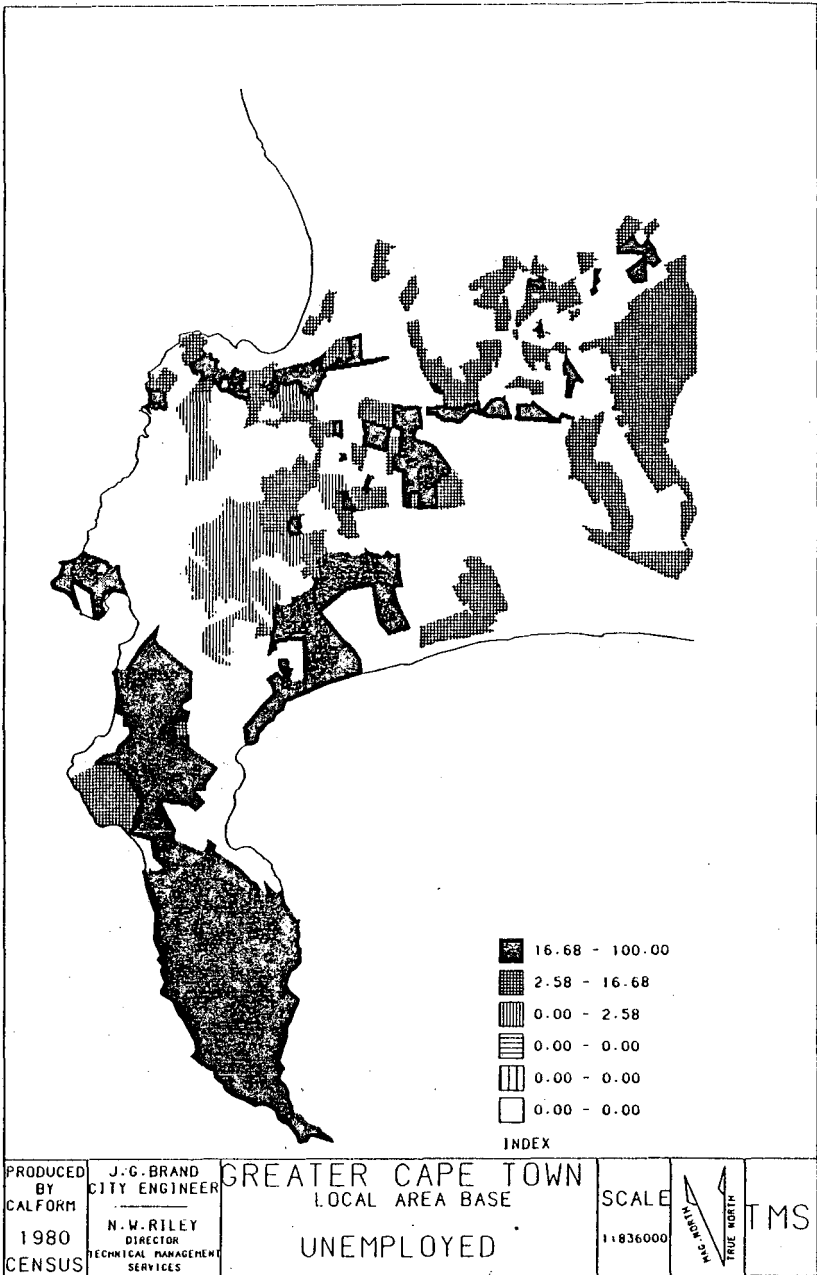 16.68 - 100.00
2.58 - 16.68
0.00 - 2.58
0.00 - 0.00
0.00 - 0.00
0.00 - 0.00
INDEX
PRODUCED
BY
CALFORM
1980
CENSUS
J.G.BRAND
CITY ENGINEER
N.W.RILEY
DIRECTOR
TECHNICAL MANAGEMENT
SERVICES
GREATER CAPE TOWN
LOCAL AREA BASE
UNEMPLOYED
SCALE
1:836000
MAG.NORTH
TRUE NORTH
TMS